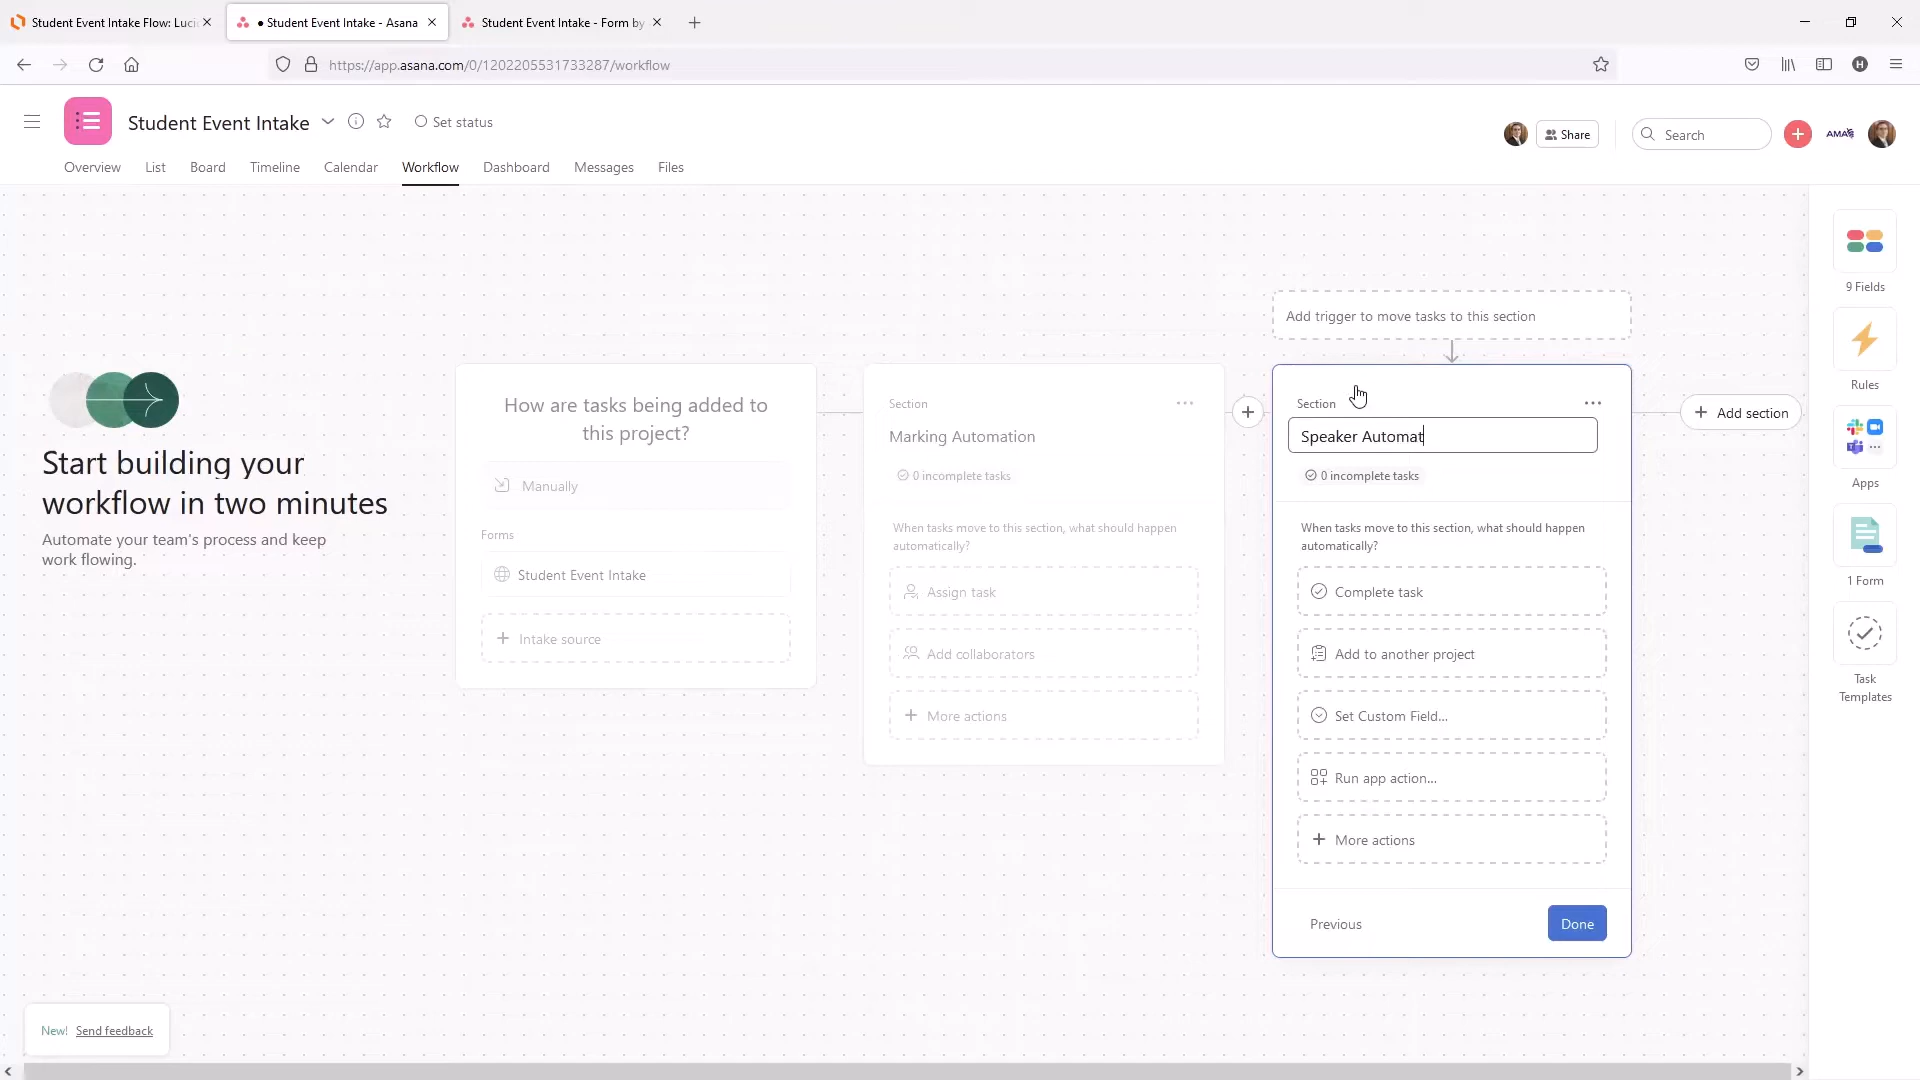 Student Event Intake Flow: Luci
● Student Event Intake - Asana
Student Event Intake - Form by
https://app.asana.com/0/1202205531733287/workflow
H
Student Event Intake
Set status
Share
Search
AMA
Overview
List
Board
Timeline
Calendar
Workflow
Dashboard
Messages
Files
Start building your
workflow in two minutes
Automate your team's process and keep
work flowing.
How are tasks being added to
this project?
Manually
Forms
Student Event Intake
+ Intake source
Section
Marking Automation
0 incomplete tasks
When tasks move to this section, what should happen
automatically?
Assign task
Add collaborators
+ More actions
Add trigger to move tasks to this section
Section
Speaker Automat
0 incomplete tasks
When tasks move to this section, what should happen
automatically?
Complete task
Add to another project
Set Custom Field...
Run app action...
+ More actions
Previous
Done
+ Add section
9 Fields
Rules
Apps
1 Form
Task
Templates
New! Send feedback